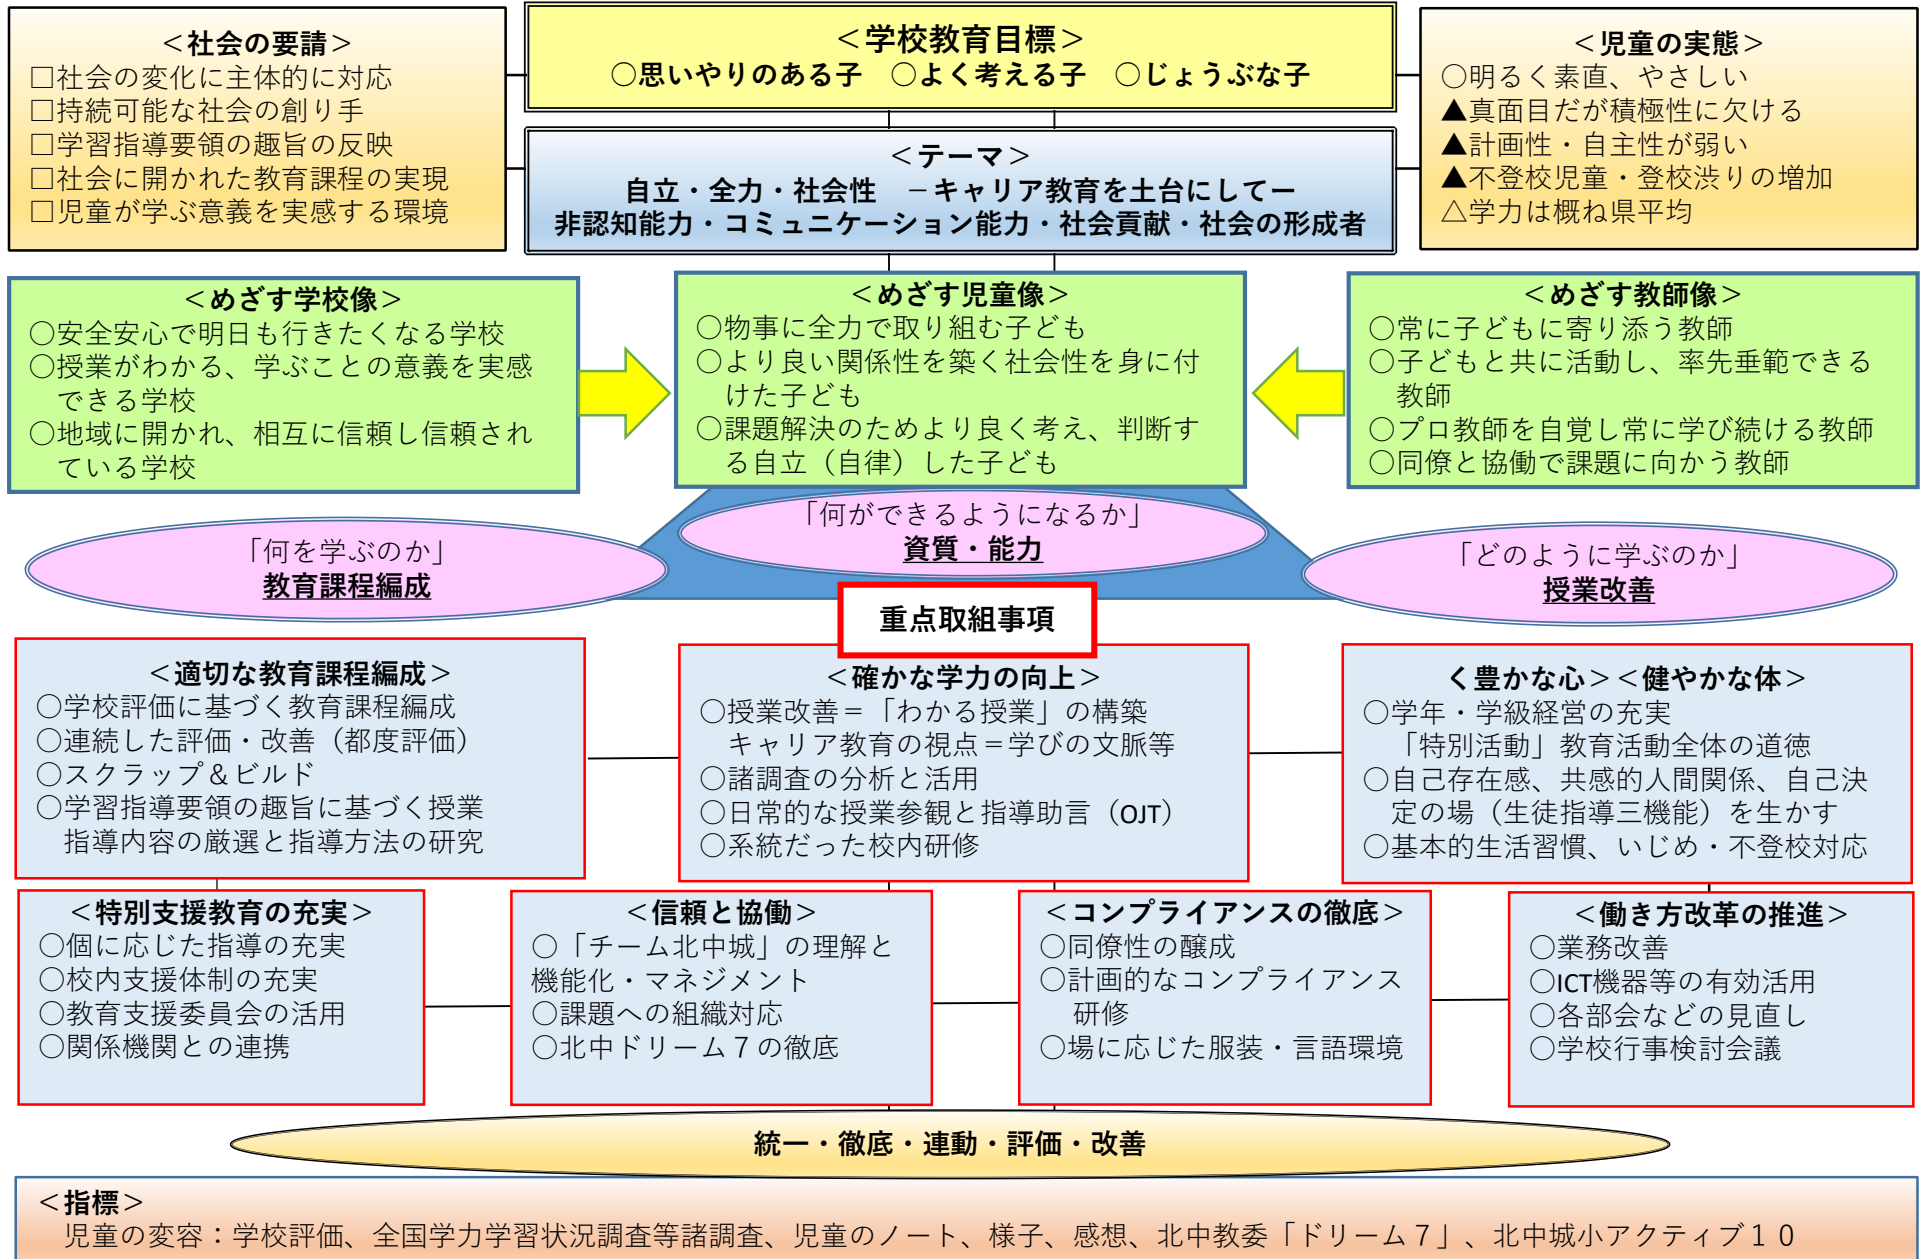 ＜社会の要請＞
□社会の変化に主体的に対応
□持続可能な社会の創り手
□学習指導要領の趣旨の反映
□社会に開かれた教育課程の実現
□児童が学ぶ意義を実感する環境
＜学校教育目標＞
○思いやりのある子　○よく考える子　○じょうぶな子
＜テーマ＞
自立・全力・社会性　－キャリア教育を土台にしてー
非認知能力・コミュニケーション能力・社会貢献・社会の形成者
＜児童の実態＞
○明るく素直、やさしい
▲真面目だが積極性に欠ける
▲計画性・自主性が弱い
▲不登校児童・登校渋りの増加
△学力は概ね県平均
＜めざす学校像＞
○安全安心で明日も行きたくなる学校
○授業がわかる、学ぶことの意義を実感
できる学校
○地域に開かれ、相互に信頼し信頼され
ている学校
＜めざす児童像＞
○物事に全力で取り組む子ども
○より良い関係性を築く社会性を身に付
けた子ども
○課題解決のためより良く考え、判断す
る自立（自律）した子ども
＜めざす教師像＞
○常に子どもに寄り添う教師
○子どもと共に活動し、率先垂範できる
教師
○プロ教師を自覚し常に学び続ける教師
○同僚と協働で課題に向かう教師
「何を学ぶのか」
教育課程編成
「何ができるようになるか」
資質・能力
「どのように学ぶのか」
授業改善
重点取組事項
＜適切な教育課程編成＞
○学校評価に基づく教育課程編成
○連続した評価・改善（都度評価）
○スクラップ＆ビルド
○学習指導要領の趣旨に基づく授業
指導内容の厳選と指導方法の研究
＜確かな学力の向上＞
○授業改善＝「わかる授業」の構築
キャリア教育の視点＝学びの文脈等
○諸調査の分析と活用
○日常的な授業参観と指導助言（OJT）
○系統だった校内研修
く豊かな心＞＜健やかな体＞
○学年・学級経営の充実
「特別活動」教育活動全体の道徳
○自己存在感、共感的人間関係、自己決
定の場（生徒指導三機能）を生かす
○基本的生活習慣、いじめ・不登校対応
＜特別支援教育の充実＞
○個に応じた指導の充実
○校内支援体制の充実
○教育支援委員会の活用
○関係機関との連携
＜信頼と協働＞
○「チーム北中城」の理解と
機能化・マネジメント
○課題への組織対応
○北中ドリーム７の徹底
＜コンプライアンスの徹底＞
○同僚性の醸成
○計画的なコンプライアンス
研修
○場に応じた服装・言語環境
＜働き方改革の推進＞
○業務改善
○ICT機器等の有効活用
○各部会などの見直し
○学校行事検討会議
統一・徹底・連動・評価・改善
＜指標＞
児童の変容：学校評価、全国学力学習状況調査等諸調査、児童のノート、様子、感想、北中教委「ドリーム７」、北中城小アクティブ１０